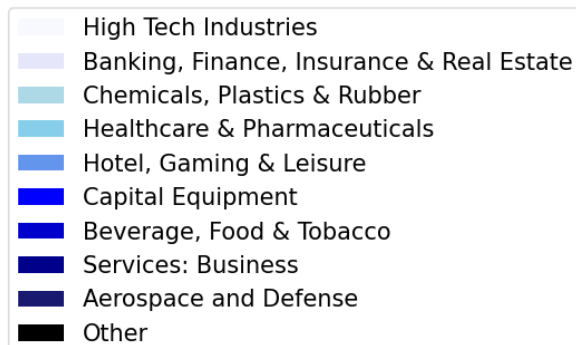 High Tech Industries
Banking, Finance, Insurance & Real Estate
Chemicals, Plastics & Rubber
Healthcare & Pharmaceuticals
Hotel, Gaming & Leisure
Capital Equipment
Beverage, Food & Tobacco
Services: Business
Aerospace and Defense
Other